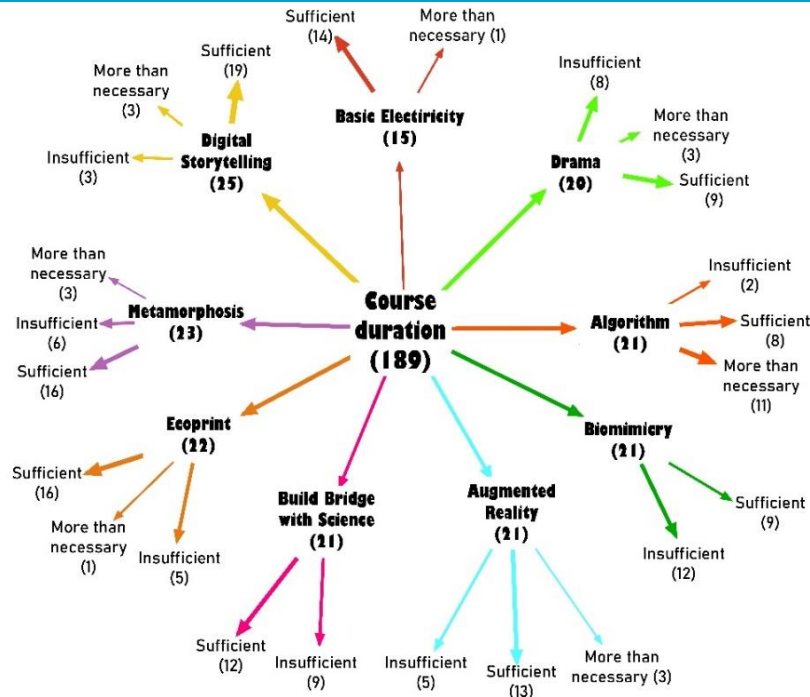 Sufficient
(14)
More than
necessary (1)
Basic Electiricity
(15)
Sufficient
(19)
More than
necessary
(3)
Insufficient
(3)
Digital
Storytelling
(25)
Insufficient
(8)
More than
necessary
(3)
Sufficient
(9)
Drama
(20)
Course
duration
(189)
More than
necessary
(3)
Insufficient
(6)
Sufficient
(16)
Metamorphosis
(23)
Insufficient
(2)
Sufficient
(8)
More than
necessary
(11)
Algorithm
(21)
Ecoprint
(22)
Sufficient
(16)
More than
necessary
(1)
Insufficient
(5)
Biomimicry
(21)
Sufficient
(9)
Insufficient
(12)
Build Bridge
with Science
(21)
Sufficient
(12)
Insufficient
(9)
Augmented
Reality
(21)
Insufficient
(5)
Sufficient
(13)
More than
necessary (3)